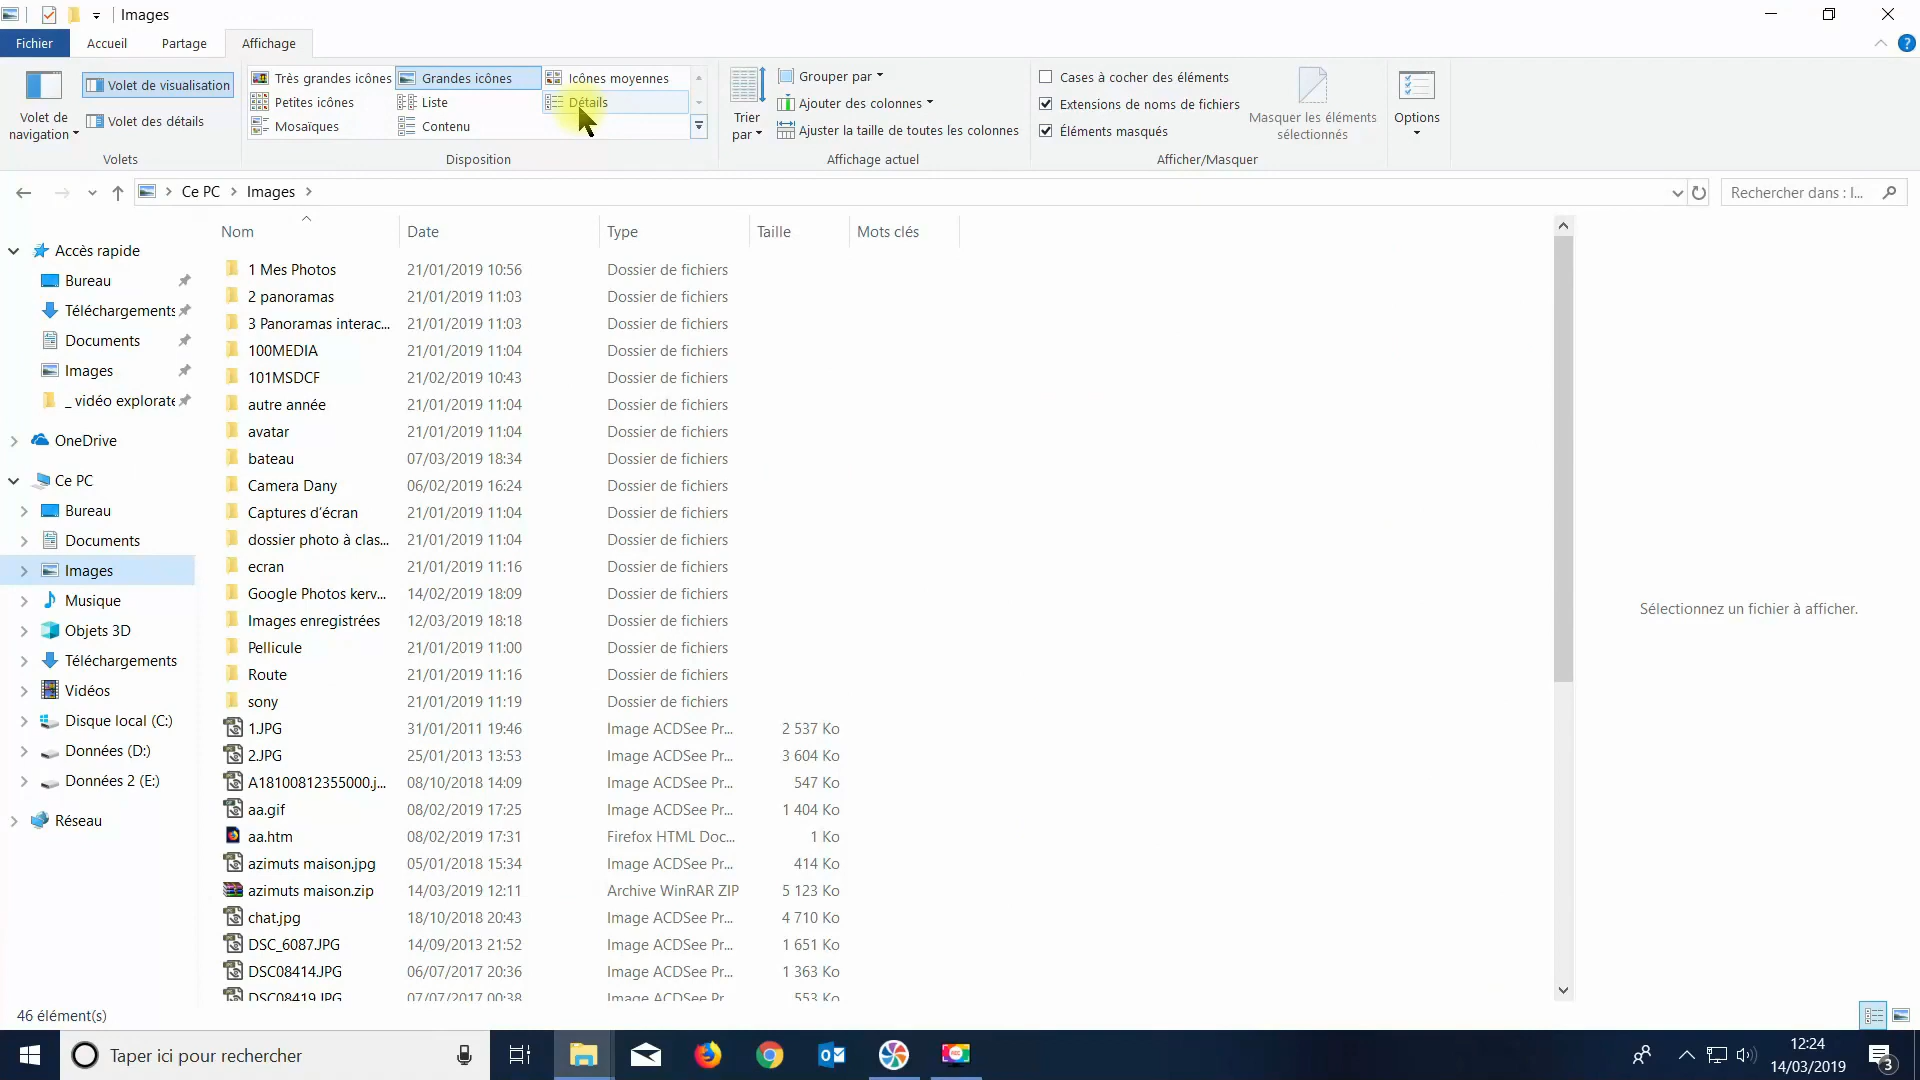 Images
Fichier Accueil Partage Affichage
Volet de navigation
Volet de visualisation
Volet des détails
Volets
Très grandes icônes Grandes icônes Icônes moyennes
Petites icônes Liste Détails
Mosaïques Contenu
Disposition
Trier par
Grouper par
Ajouter des colonnes
Ajuster la taille de toutes les colonnes
Affichage actuel
Cases à cocher des éléments
Extensions de noms de fichiers
Éléments masqués
Masquer les éléments sélectionnés
Afficher/Masquer
Options
Ce PC > Images >
Rechercher dans : I...
Accès rapide
Bureau
Téléchargements
Documents
Images
_ vidéo explorate
OneDrive
Ce PC
Bureau
Documents
Images
Musique
Objets 3D
Téléchargements
Vidéos
Disque local (C:)
Données (D:)
Données 2 (E:)
Réseau
Nom Date Type Taille Mots clés
1 Mes Photos 21/01/2019 10:56 Dossier de fichiers
2 panoramas 21/01/2019 11:03 Dossier de fichiers
3 Panoramas interac... 21/01/2019 11:03 Dossier de fichiers
100MEDIA 21/01/2019 11:04 Dossier de fichiers
101MSDCF 21/02/2019 10:43 Dossier de fichiers
autre année 21/01/2019 11:04 Dossier de fichiers
avatar 21/01/2019 11:04 Dossier de fichiers
bateau 07/03/2019 18:34 Dossier de fichiers
Camera Dany 06/02/2019 16:24 Dossier de fichiers
Captures d'écran 21/01/2019 11:04 Dossier de fichiers
dossier photo à clas... 21/01/2019 11:04 Dossier de fichiers
ecran 21/01/2019 11:16 Dossier de fichiers
Google Photos kerv... 14/02/2019 18:09 Dossier de fichiers
Images enregistrées 12/03/2019 18:18 Dossier de fichiers
Pellicule 21/01/2019 11:00 Dossier de fichiers
Route 21/01/2019 11:16 Dossier de fichiers
sony 21/01/2019 11:19 Dossier de fichiers
1.JPG 31/01/2011 19:46 Image ACDSee Pr... 2 537 Ko
2.JPG 25/01/2013 13:53 Image ACDSee Pr... 3 604 Ko
A18100812355000.j... 08/10/2018 14:09 Image ACDSee Pr... 547 Ko
aa.gif 08/02/2019 17:25 Image ACDSee Pr... 1 404 Ko
aa.htm 08/02/2019 17:31 Firefox HTML Doc... 1 Ko
azimuts maison.jpg 05/01/2018 15:34 Image ACDSee Pr... 414 Ko
azimuts maison.zip 14/03/2019 12:11 Archive WinRAR ZIP 5 123 Ko
chat.jpg 18/10/2018 20:43 Image ACDSee Pr... 4 710 Ko
DSC_6087.JPG 14/09/2013 21:52 Image ACDSee Pr... 1 651 Ko
DSC08414.JPG 06/07/2017 20:36 Image ACDSee Pr... 1 363 Ko
DSC08419.JPG 07/07/2017 00:38 Image ACDSee Pr... 553 Ko
Sélectionnez un fichier à afficher.
46 élément(s)
Taper ici pour rechercher
12:24
14/03/2019
3